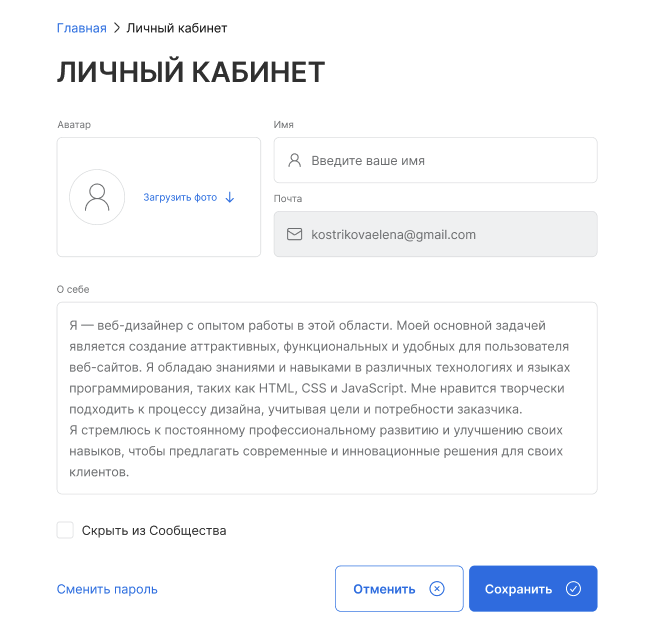 Главная > Личный кабинет
ЛИЧНЫЙ КАБИНЕТ
Аватар
Загрузить фото
Имя
Введите ваше имя
Почта
kostrikovaelena@gmail.com
О себе
Я — веб-дизайнер с опытом работы в этой области. Моей основной задачей
является создание аттрактивных, функциональных и удобных для пользователя
веб-сайтов. Я обладаю знаниями и навыками в различных технологиях и языках
программирования, таких как HTML, CSS и JavaScript. Мне нравится творчески
подходить к процессу дизайна, учитывая цели и потребности заказчика.
Я стремлюсь к постоянному профессиональному развитию и улучшению своих
навыков, чтобы предлагать современные и инновационные решения для своих
клиентов.
Скрыть из Сообщества
Сменить пароль
Отменить
Сохранить